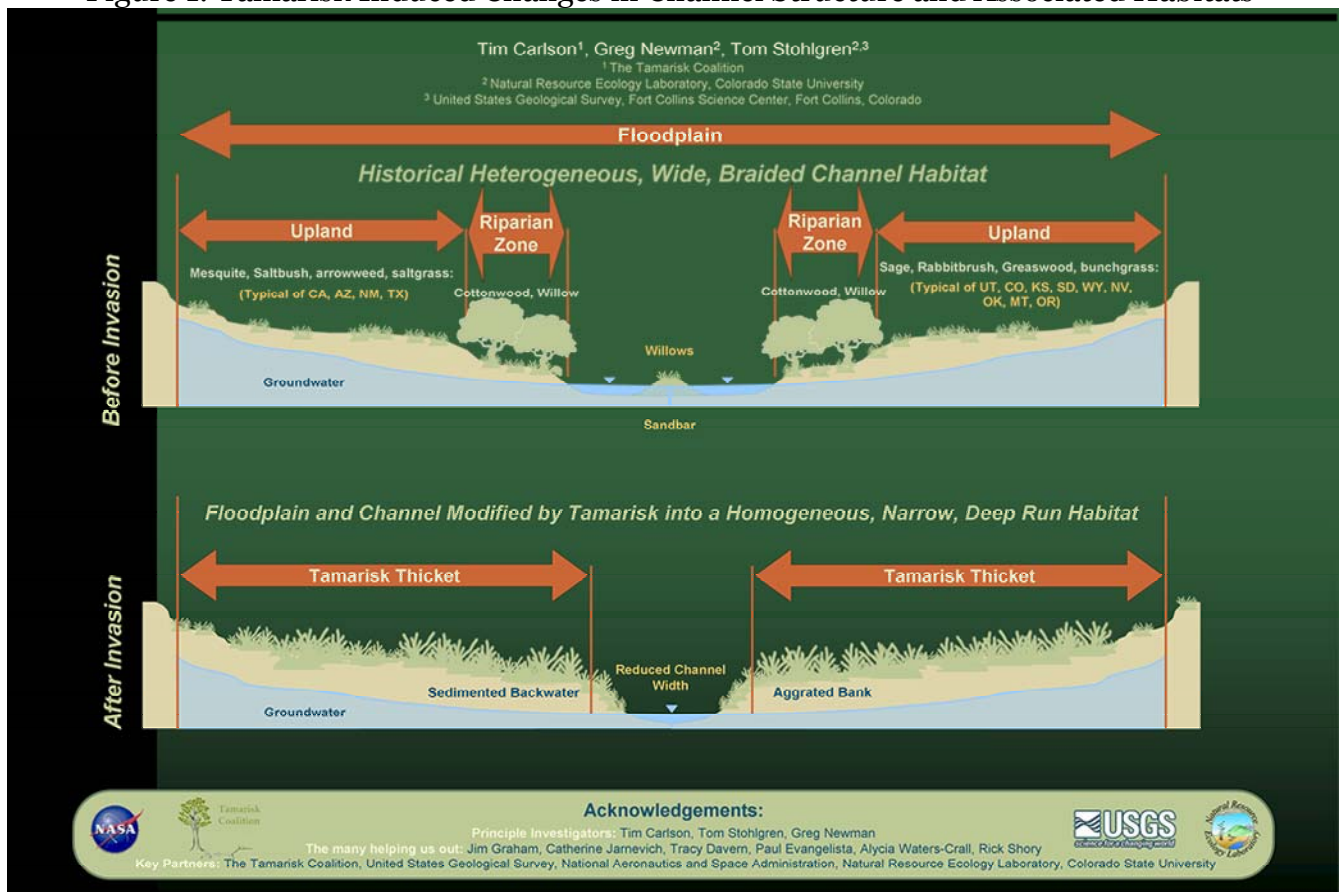 Figure 1. Tamarisk Induced Changes in Channel Structure and Associated Habitats
Tim Carlson1, Greg Newman2, Tom Stohlgren2,3
1 The Tamarisk Coalition
2 Natural Resource Ecology Laboratory, Colorado State University
3 United States Geological Survey, Fort Collins Science Center, Fort Collins, Colorado
Floodplain
Historical Heterogeneous, Wide, Braided Channel Habitat
Before Invasion
Upland
Riparian
Zone
Riparian
Zone
Upland
Mesquite, Saltbush, arrowweed, saltgrass:
(Typical of CA, AZ, NM, TX)
Cottonwood, Willow
Cottonwood, Willow
Sage, Rabbitbrush, Greaswood, bunchgrass:
(Typical of UT, CO, KS, SD, WY, NV,
OK, MT, OR)
Willows
Groundwater
Sandbar
After Invasion
Floodplain and Channel Modified by Tamarisk into a Homogeneous, Narrow, Deep Run Habitat
Tamarisk Thicket
Tamarisk Thicket
Reduced Channel
Width
Sedimented Backwater
Aggrated Bank
Groundwater
NASA
Tamarisk
Coalition
Acknowledgements:
Principle Investigators: Tim Carlson, Tom Stohlgren, Greg Newman
The many helping us out: Jim Graham, Catherine Jarnevich, Tracy Davern, Paul Evangelista, Alycia Waters-Crall, Rick Shory
Key Partners: The Tamarisk Coalition, United States Geological Survey, National Aeronautics and Space Administration, Natural Resource Ecology Laboratory, Colorado State University
USGS
science for a changing world
Natural Resource
Ecology Laboratory